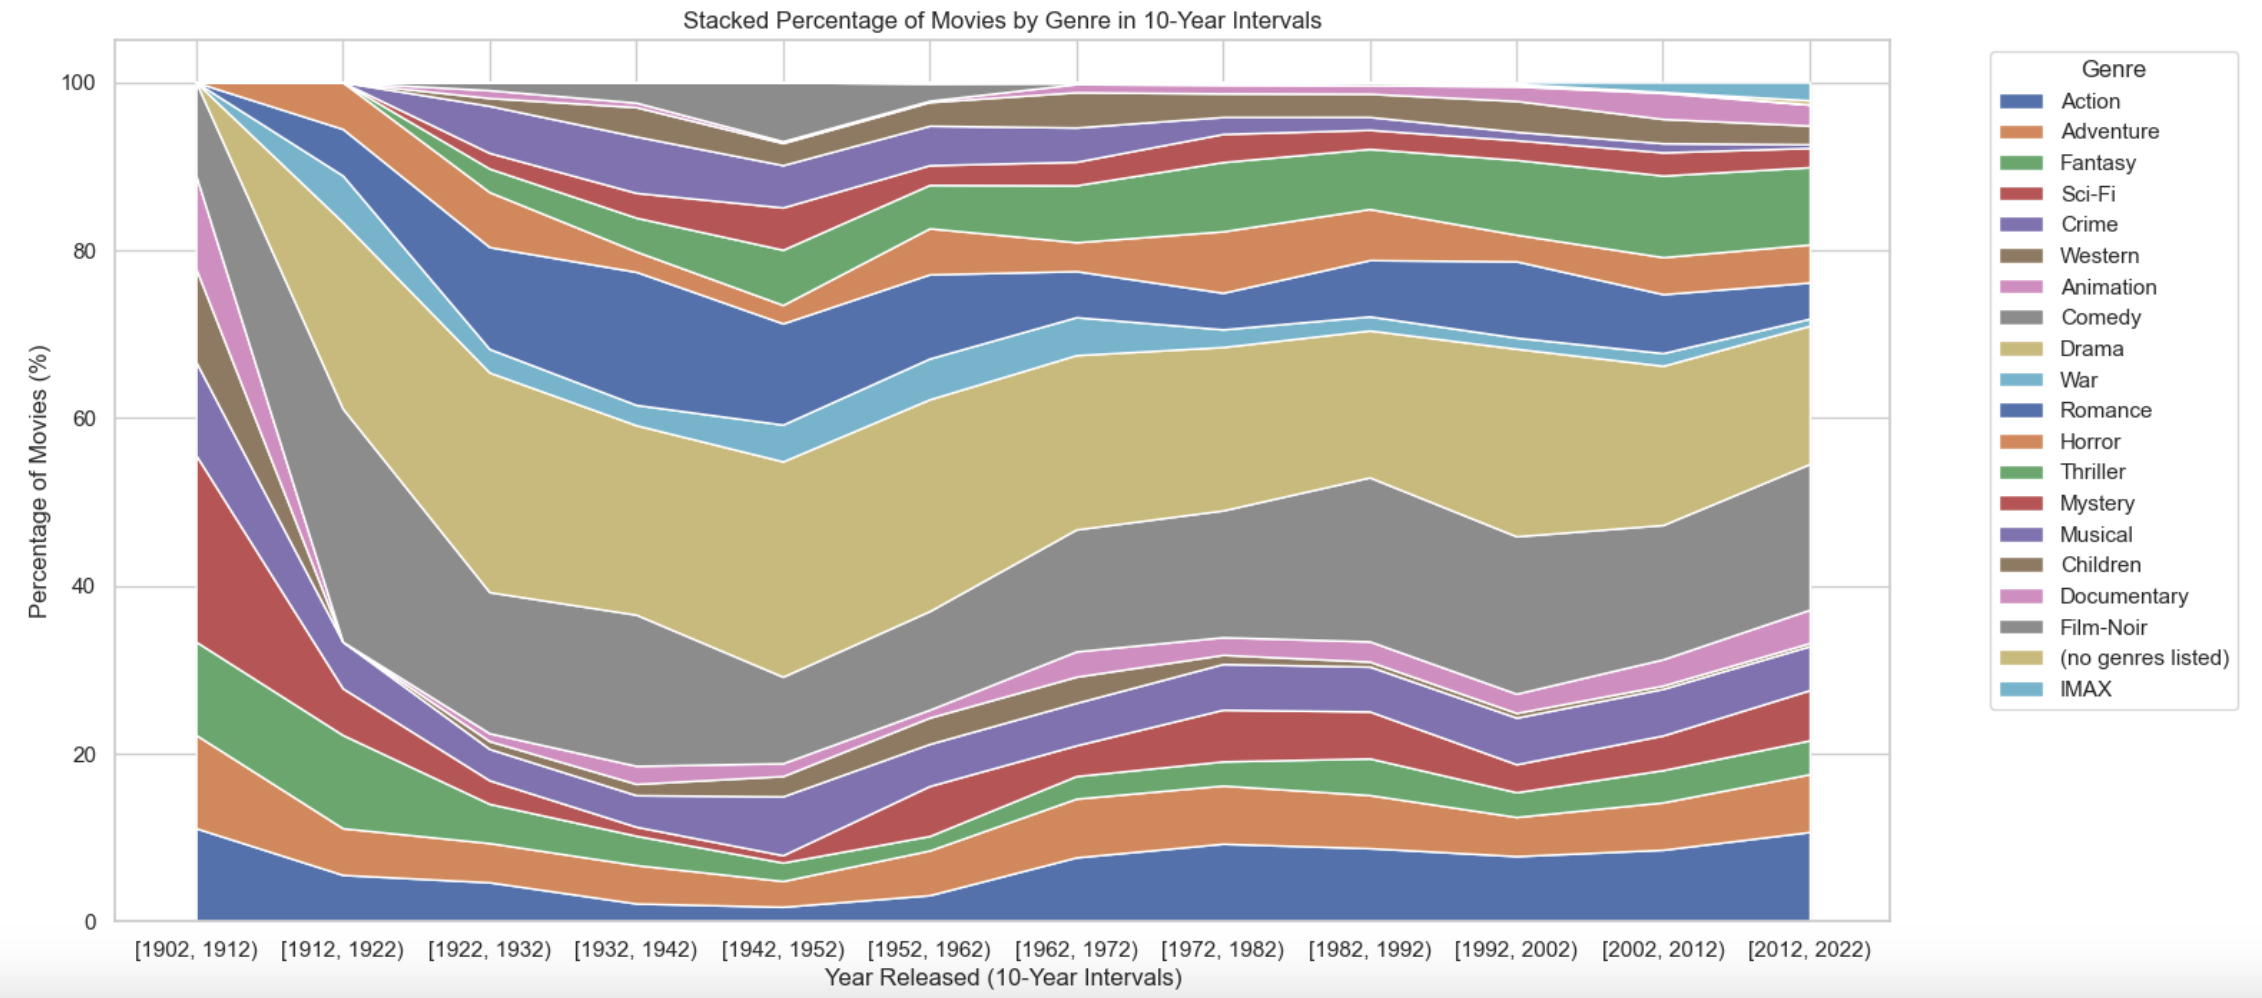 Stacked Percentage of Movies by Genre in 10-Year Intervals
Percentage of Movies (%)
100
80
60
40
20
0
[1902, 1912) [1912, 1922) [1922, 1932) [1932, 1942) [1942, 1952) [1952, 1962) [1962, 1972) [1972, 1982) [1982, 1992) [1992, 2002) [2002, 2012) [2012, 2022)
Year Released (10-Year Intervals)
Genre
Action
Adventure
Fantasy
Sci-Fi
Crime
Western
Animation
Comedy
Drama
War
Romance
Horror
Thriller
Mystery
Musical
Children
Documentary
Film-Noir
(no genres listed)
IMAX